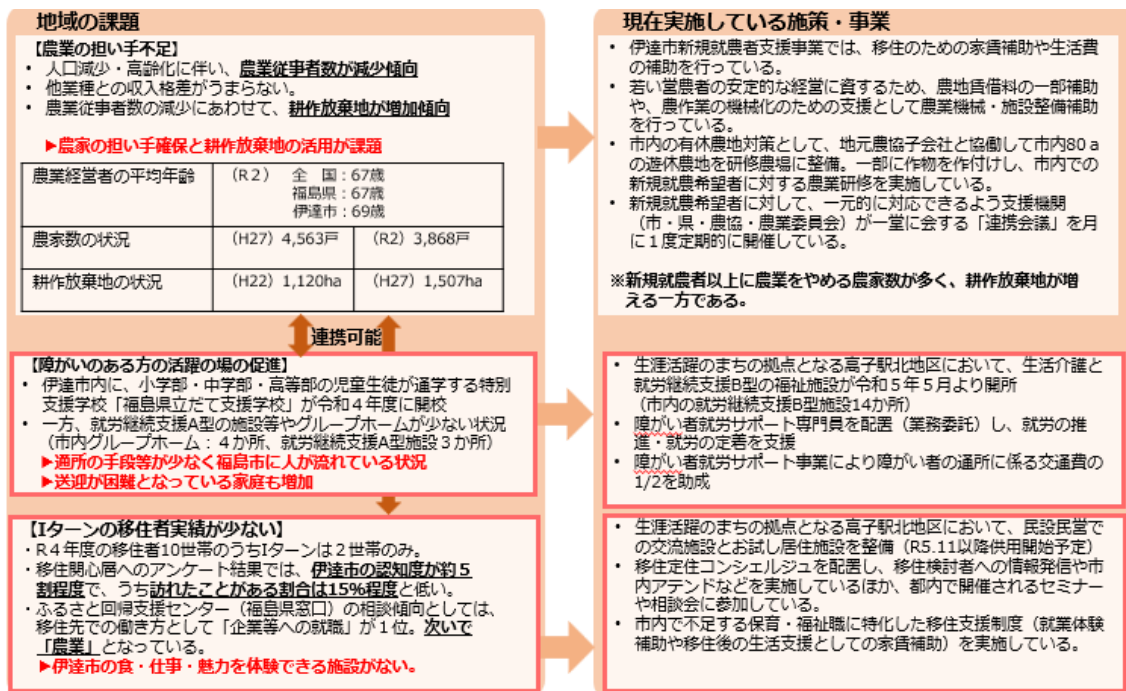 地域の課題
【農業の担い手不足】
• 人口減少・高齢化に伴い、農業従事者数が減少傾向
• 他業種との収入格差がうまらない。
• 農業従事者数の減少にあわせて、耕作放棄地が増加傾向
▶農家の担い手確保と耕作放棄地の活用が課題
農業経営者の平均年齢 （R２） 全　国：67歳
福島県：67歳
伊達市：69歳
農家数の状況 （H27）4,563戸 （R2）3,868戸
耕作放棄地の状況 （H22）1,120ha （H27）1,507ha
連携可能
【障がいのある方の活躍の場の促進】
• 伊達市内に、小学部・中学部・高等部の児童生徒が通学する特別
支援学校「福島県立だて支援学校」が令和４年度に開校
• 一方、就労継続支援A型の施設等やグループホームが少ない状況
（市内グループホーム：４か所、就労継続支援A型施設３か所）
▶通所の手段等が少なく福島市に人が流れている状況
▶送迎が困難となっている家庭も増加
【Iターンの移住者実績が少ない】
・R４年度の移住者10世帯のうちIターンは２世帯のみ。
・移住関心層へのアンケート結果では、伊達市の認知度が約５
割程度で、うち訪れたことがある割合は15%程度と低い。
・ふるさと回帰支援センター（福島県窓口）の相談傾向としては、
移住先での働き方として「企業等への就職」が１位。次いで
「農業」となっている。
▶伊達市の食・仕事・魅力を体験できる施設がない。
現在実施している施策・事業
• 伊達市新規就農者支援事業では、移住のための家賃補助や生活費
の補助を行っている。
• 若い営農者の安定的な経営に資するため、農地賃借料の一部補助
や、農作業の機械化のための支援として農業機械・施設整備補助
を行っている。
• 市内の有休農地対策として、地元農協子会社と協働して市内80ａ
の遊休農地を研修農場に整備。一部に作物を作付けし、市内での
新規就農希望者に対する農業研修を実施している。
• 新規就農希望者に対して、一元的に対応できるよう支援機関
（市・県・農協・農業委員会）が一堂に会する「連携会議」を月
に１度定期的に開催している。
※新規就農者以上に農業をやめる農家数が多く、耕作放棄地が増
える一方である。
• 生涯活躍のまちの拠点となる高子駅北地区において、生活介護と
就労継続支援B型の福祉施設が令和５年５月より開所
（市内の就労継続支援B型施設14か所）
• 障がい者就労サポート専門員を配置（業務委託）し、就労の推
進・就労の定着を支援
• 障がい者就労サポート事業により障がい者の通所に係る交通費の
1/2を助成
• 生涯活躍のまちの拠点となる高子駅北地区において、民設民営で
の交流施設とお試し居住施設を整備（R5.11以降供用開始予定）
• 移住定住コンシェルジュを配置し、移住検討者への情報発信や市
内アテンドなどを実施しているほか、都内で開催されるセミナー
や相談会に参加している。
• 市内で不足する保育・福祉職に特化した移住支援制度（就業体験
補助や移住後の生活支援としての家賃補助）を実施している。